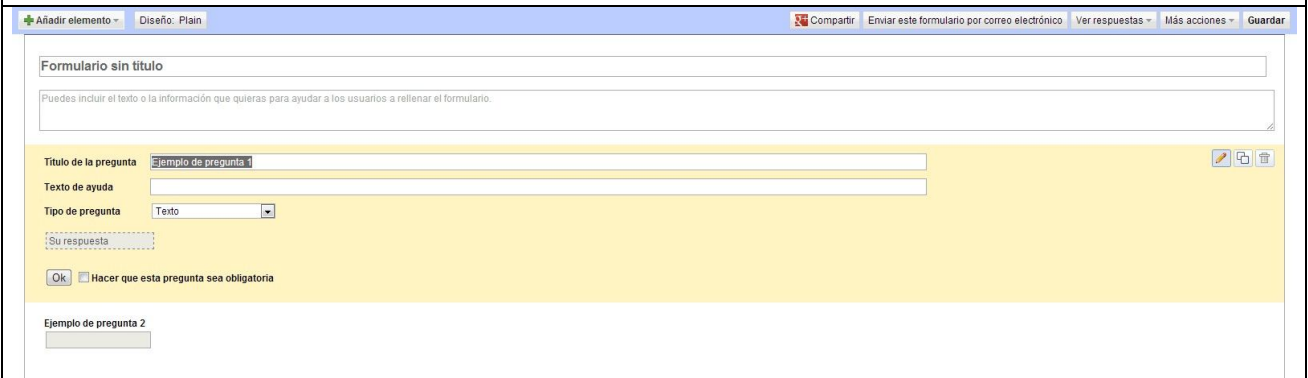 Añadir elemento Diseño: Plain Compartir Enviar este formulario por correo electrónico Ver respuestas Más acciones Guardar
Formulario sin título
Puedes incluir el texto o la información que quieras para ayudar a los usuarios a rellenar el formulario.
Título de la pregunta Ejemplo de pregunta 1
Texto de ayuda
Tipo de pregunta Texto
Su respuesta
Ok Hacer que esta pregunta sea obligatoria
Ejemplo de pregunta 2